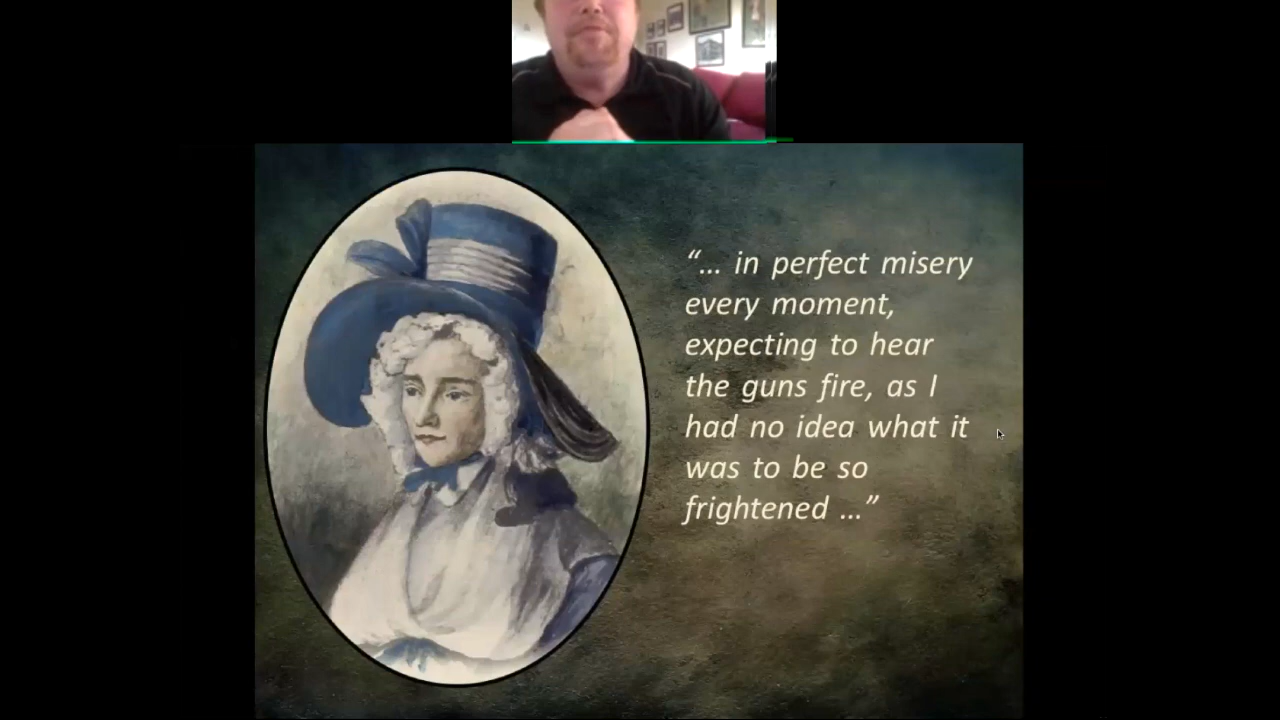 “... in perfect misery
every moment,
expecting to hear
the guns fire, as I
had no idea what it
was to be so
frightened ...”